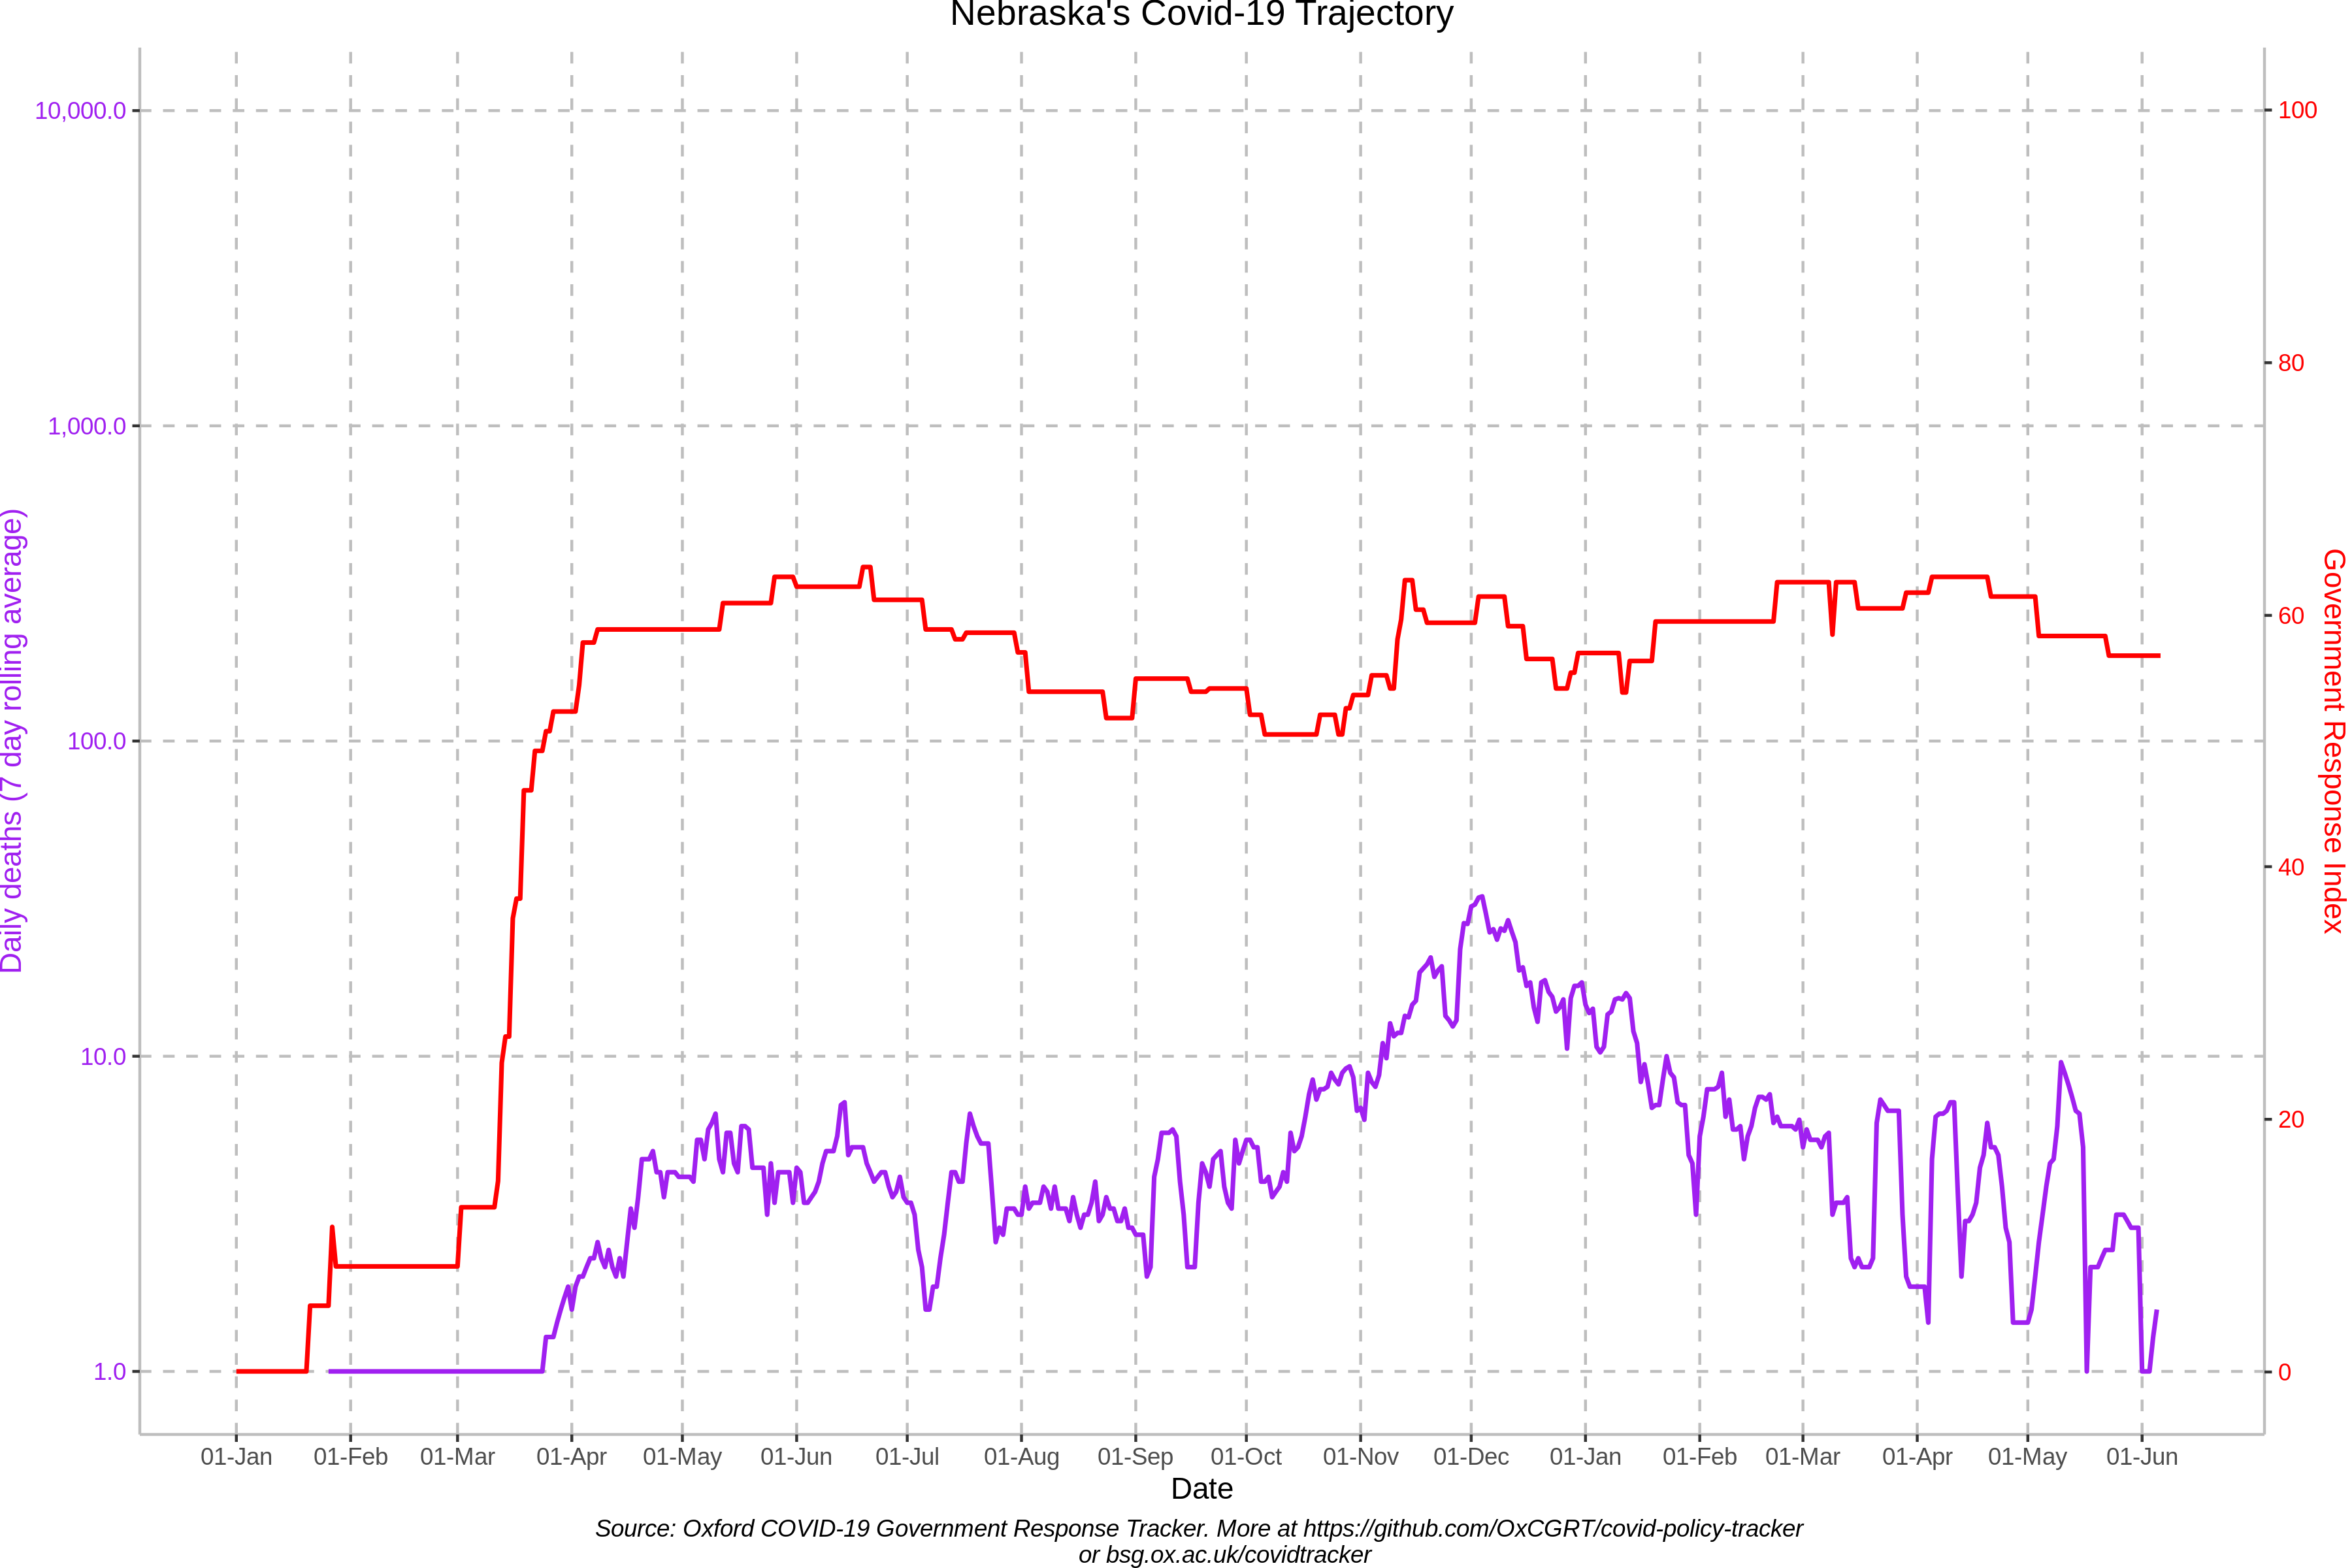 Nebraska's Covid-19 Trajectory
10,000.0
1,000.0
100.0
10.0
1.0
Daily deaths (7 day rolling average)
100
80
60
40
20
0
Government Response Index
01-Jan 01-Feb 01-Mar 01-Apr 01-May 01-Jun 01-Jul 01-Aug 01-Sep 01-Oct 01-Nov 01-Dec 01-Jan 01-Feb 01-Mar 01-Apr 01-May 01-Jun
Date
Source: Oxford COVID-19 Government Response Tracker. More at https://github.com/OxCGRT/covid-policy-tracker
or bsg.ox.ac.uk/covidtracker